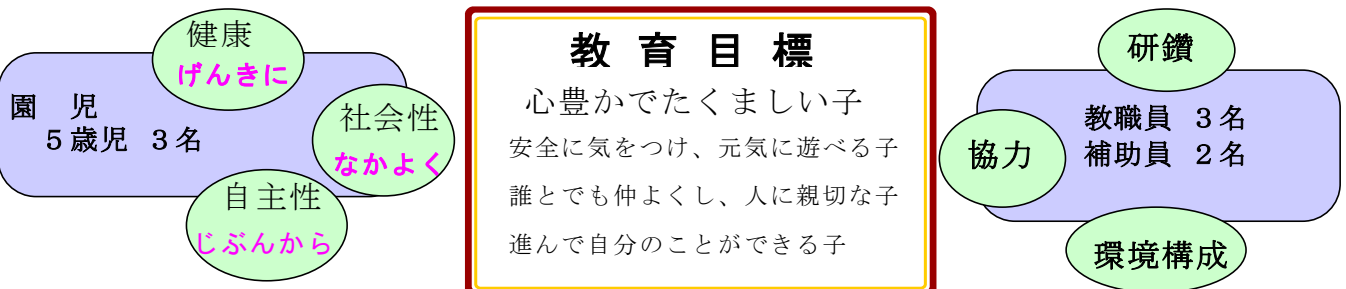 健康
げんきに
園　児
５歳児　３名
社会性
なかよく
自主性
じぶんから
教育目標
心豊かでたくましい子
安全に気をつけ、元気に遊べる子
誰とでも仲よくし、人に親切な子
進んで自分のことができる子
研鑽
教職員　３名
補助員　２名
協力
環境構成